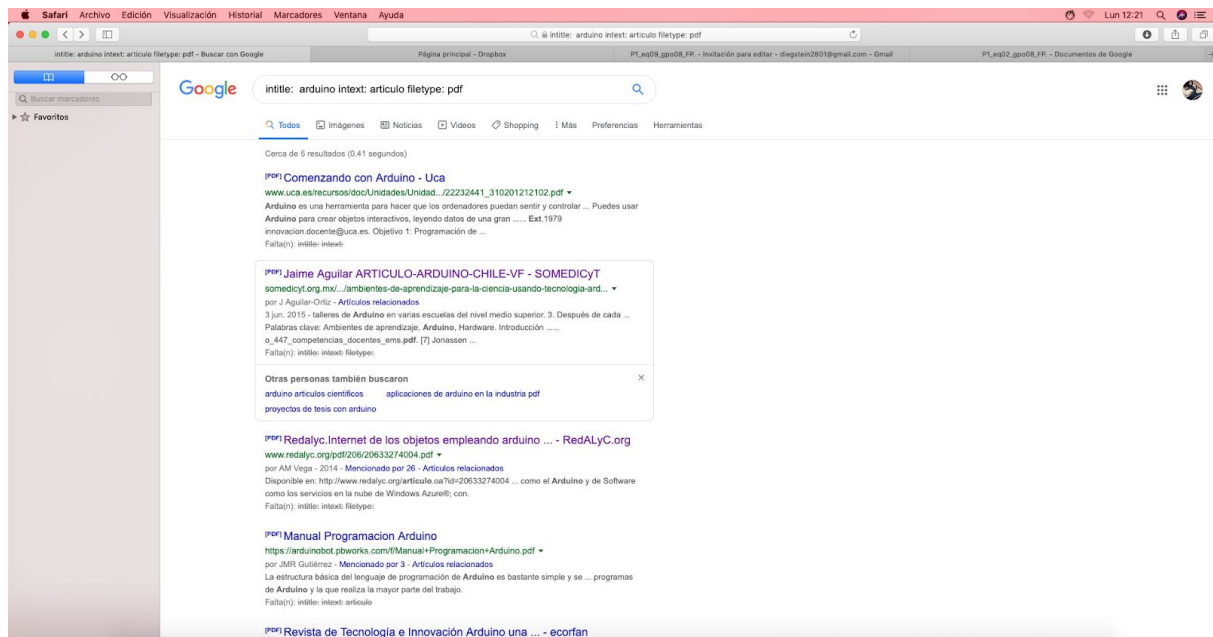 Safari Archivo Edición Visualización Historial Marcadores Ventana Ayuda
Lun 12:21
intitle: arduino intext: articulo filetype: pdf
intitle: arduino intext: articulo filetype: pdf - Buscar con Google
Página principal - Dropbox
P1_eq09_gpo08_FP. - Invitación para editar - diegstein2801@gmail.com - Gmail
P1_eq02_gpo08_FP. - Documentos de Google
Buscar marcadores
Favoritos
Google
intitle: arduino intext: articulo filetype: pdf
Todos Imágenes Noticias Videos Shopping Más Preferencias Herramientas
Cerca de 5 resultados (0.41 segundos)
[PDF] Comenzando con Arduino - Uca
www.uca.es/recursos/doc/Unidades/Unidad.../22232441_310201212102.pdf
Arduino es una herramienta para hacer que los ordenadores puedan sentir y controlar ... Puedes usar
Arduino para crear objetos interactivos, leyendo datos de una gran ...... Ext.1979
innovacion.docente@uca.es. Objetivo 1: Programación de ...
Falta(n): intitle: intext:
[PDF] Jaime Aguilar ARTICULO-ARDUINO-CHILE-VF - SOMEDICyT
somedicyt.org.mx/.../ambientes-de-aprendizaje-para-la-ciencia-usando-tecnologia-ard...
por J Aguilar-Ortiz - Artículos relacionados
3 jun. 2015 - talleres de Arduino en varias escuelas del nivel medio superior. 3. Después de cada ...
Palabras clave: Ambientes de aprendizaje, Arduino, Hardware. Introducción ......
o_447_competencias_docentes_ems.pdf. [7] Jonassen ...
Falta(n): intitle: intext: filetype:
Otras personas también buscaron
arduino articulos cientificos aplicaciones de arduino en la industria pdf
proyectos de tesis con arduino
[PDF] Redalyc.Internet de los objetos empleando arduino ... - RedALyC.org
www.redalyc.org/pdf/206/20633274004.pdf
por AM Vega - 2014 - Mencionado por 26 - Artículos relacionados
Disponible en: http://www.redalyc.org/articulo.oa?id=20633274004 ... como el Arduino y de Software
como los servicios en la nube de Windows Azure®; con.
Falta(n): intitle: intext: filetype:
[PDF] Manual Programacion Arduino
https://arduinobot.pbworks.com/f/Manual+Programacion+Arduino.pdf
por JMR Gutiérrez - Mencionado por 3 - Artículos relacionados
La estructura básica del lenguaje de programación de Arduino es bastante simple y se ... programas
de Arduino y la que realiza la mayor parte del trabajo.
Falta(n): intitle: intext: articulo
[PDF] Revista de Tecnología e Innovación Arduino una ... - ecorfan